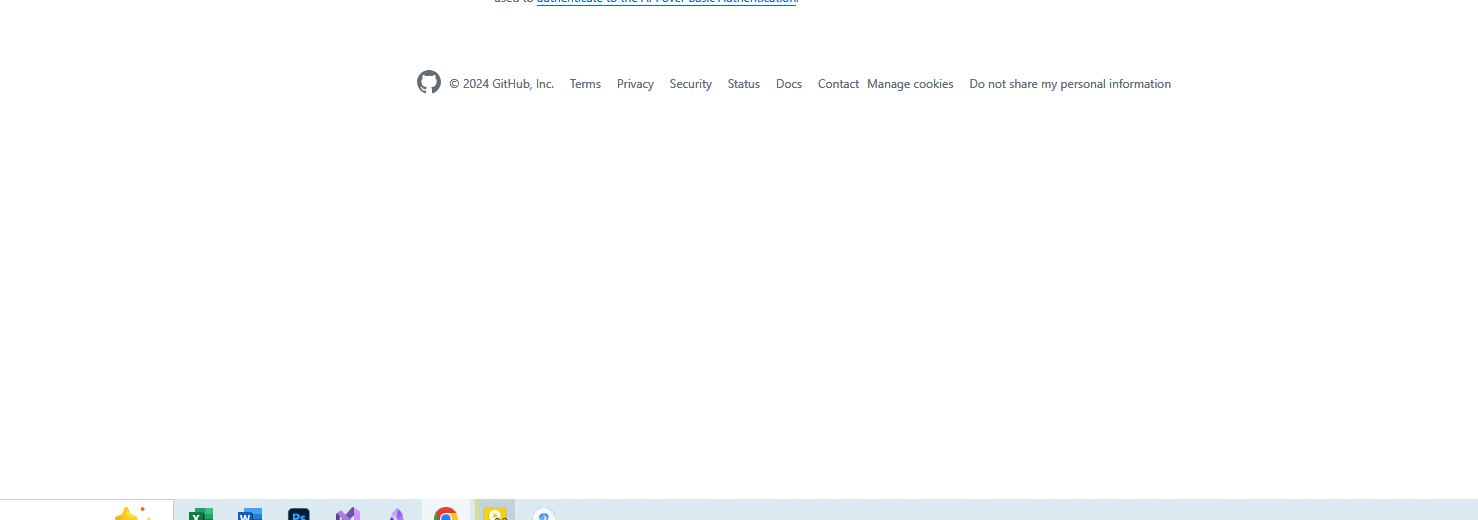 used to authenticate to the API over Basic Authentication.
© 2024 GitHub, Inc. Terms Privacy Security Status Docs Contact Manage cookies Do not share my personal information
X W Ps